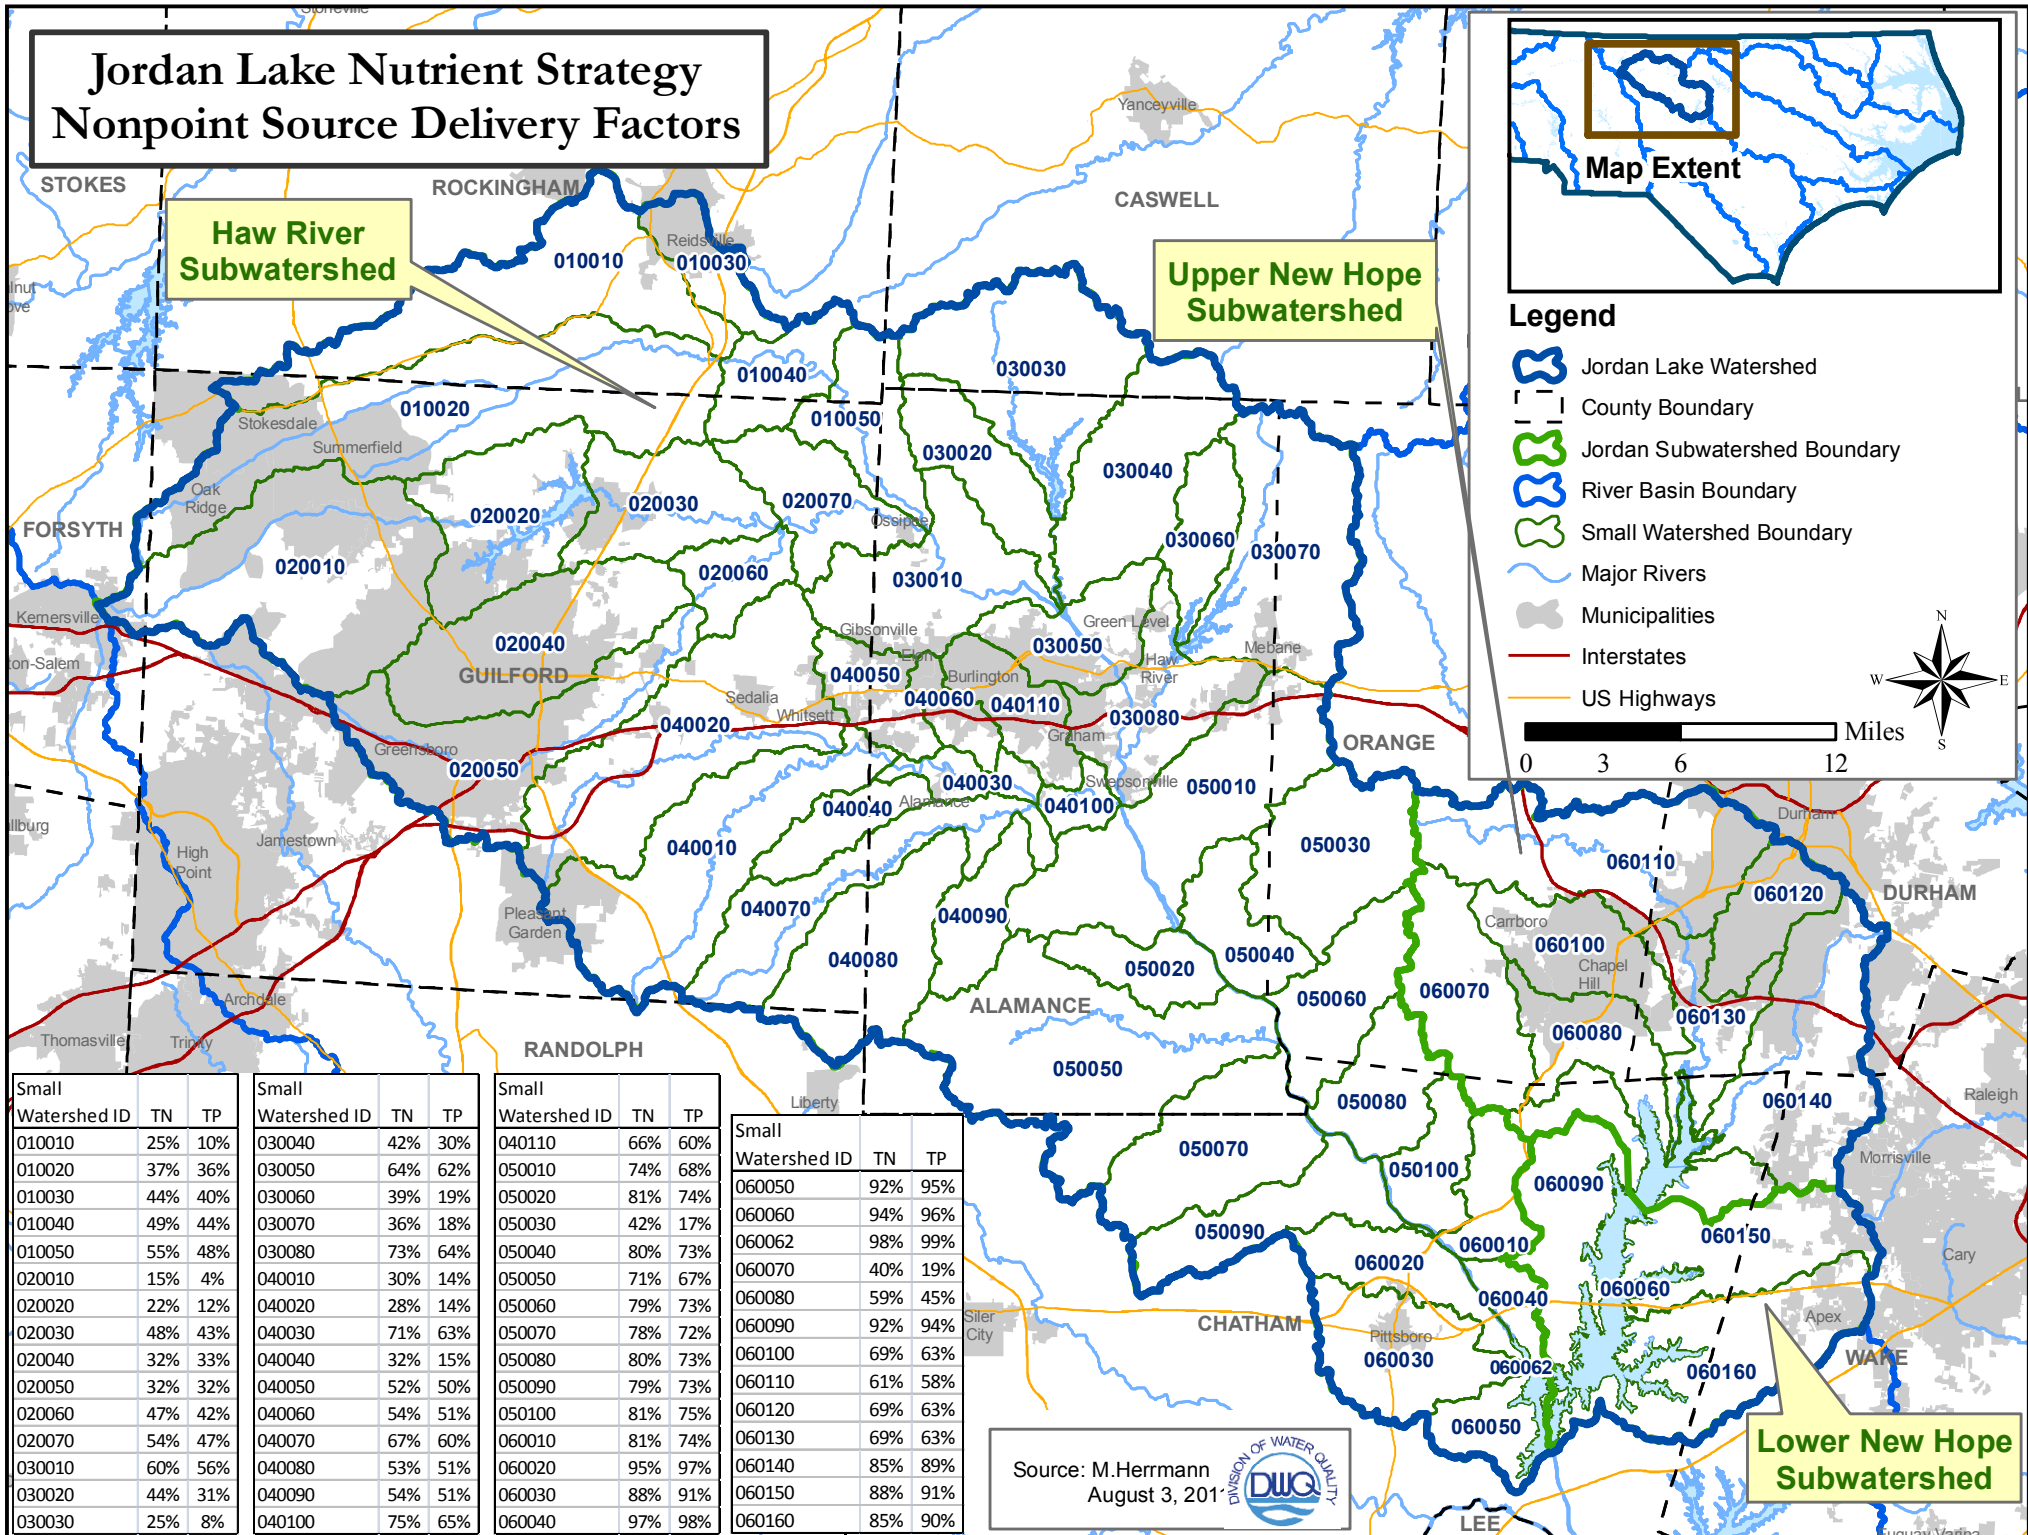 Jordan Lake Nutrient Strategy
Nonpoint Source Delivery Factors
Stoneville
Yanceyville
STOKES
ROCKINGHAM
CASWELL
Haw River
Subwatershed
Reidsville
010010
010030
Upper New Hope
Subwatershed
Map Extent
Legend
Jordan Lake Watershed
County Boundary
Jordan Subwatershed Boundary
River Basin Boundary
Small Watershed Boundary
Major Rivers
Municipalities
Interstates
US Highways
N
W
E
S
Miles
0 3 6 12
010040
030030
010020
010050
Stokesdale
Summerfield
030020
030040
Oak
Ridge
020020
020030
020070
Ossipee
FORSYTH
020010
020060
030010
030060
030070
Kernersville
ton-Salem
020040
GUILFORD
Gibsonville
Elon
Green Level
030050
Haw
River
Mebane
040050
Burlington
Sedalia
040060
040110
Whitsett
040020
030080
Graham
ORANGE
Greensboro
020050
040030
Swepsonville
050010
040040
Alamance
040100
Jamestown
High
Point
040010
050030
Durham
060110
060120
DURHAM
Pleasant
Garden
040070
040090
Carrboro
060100
Chapel
Hill
040080
050020
050040
Archdale
ALAMANCE
050060
060070
060130
060080
Thomasville
Trinity
RANDOLPH
050050
Liberty
050080
060140
Raleigh
050070
050100
060090
Morrisville
050090
060010
060150
Cary
060020
060060
060040
Siler
City
CHATHAM
Pittsboro
Apex
060030
060062
060160
WAKE
060050
Lower New Hope
Subwatershed
LEE
Fuquay-Varina
Small
Watershed ID TN TP
010010 25% 10%
010020 37% 36%
010030 44% 40%
010040 49% 44%
010050 55% 48%
020010 15% 4%
020020 22% 12%
020030 48% 43%
020040 32% 33%
020050 32% 32%
020060 47% 42%
020070 54% 47%
030010 60% 56%
030020 44% 31%
030030 25% 8%
Small
Watershed ID TN TP
030040 42% 30%
030050 64% 62%
030060 39% 19%
030070 36% 18%
030080 73% 64%
040010 30% 14%
040020 28% 14%
040030 71% 63%
040040 32% 15%
040050 52% 50%
040060 54% 51%
040070 67% 60%
040080 53% 51%
040090 54% 51%
040100 75% 65%
Small
Watershed ID TN TP
040110 66% 60%
050010 74% 68%
050020 81% 74%
050030 42% 17%
050040 80% 73%
050050 71% 67%
050060 79% 73%
050070 78% 72%
050080 80% 73%
050090 79% 73%
050100 81% 75%
060010 81% 74%
060020 95% 97%
060030 88% 91%
060040 97% 98%
Small
Watershed ID TN TP
060050 92% 95%
060060 94% 96%
060062 98% 99%
060070 40% 19%
060080 59% 45%
060090 92% 94%
060100 69% 63%
060110 61% 58%
060120 69% 63%
060130 69% 63%
060140 85% 89%
060150 88% 91%
060160 85% 90%
Source: M.Herrmann
August 3, 201
DIVISION OF WATER QUALITY
DWQ